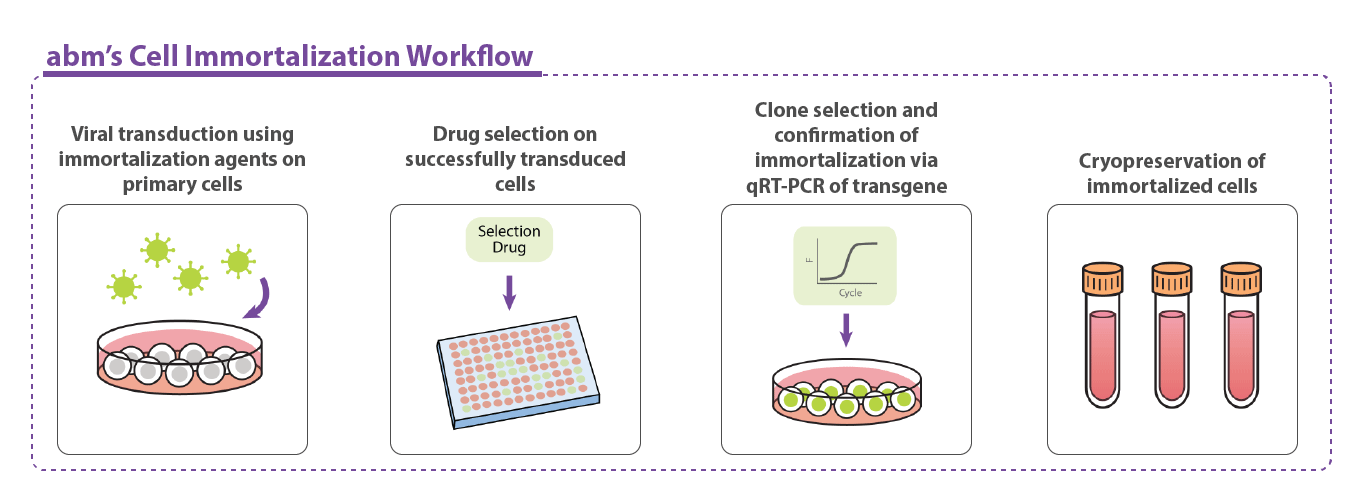 abm's Cell Immortalization Workflow
Viral transduction using
immortalization agents on
primary cells
Drug selection on
successfully transduced
cells
Selection
Drug
Clone selection and
confirmation of
immortalization via
qRT-PCR of transgene
F
Cycle
Cryopreservation of
immortalized cells